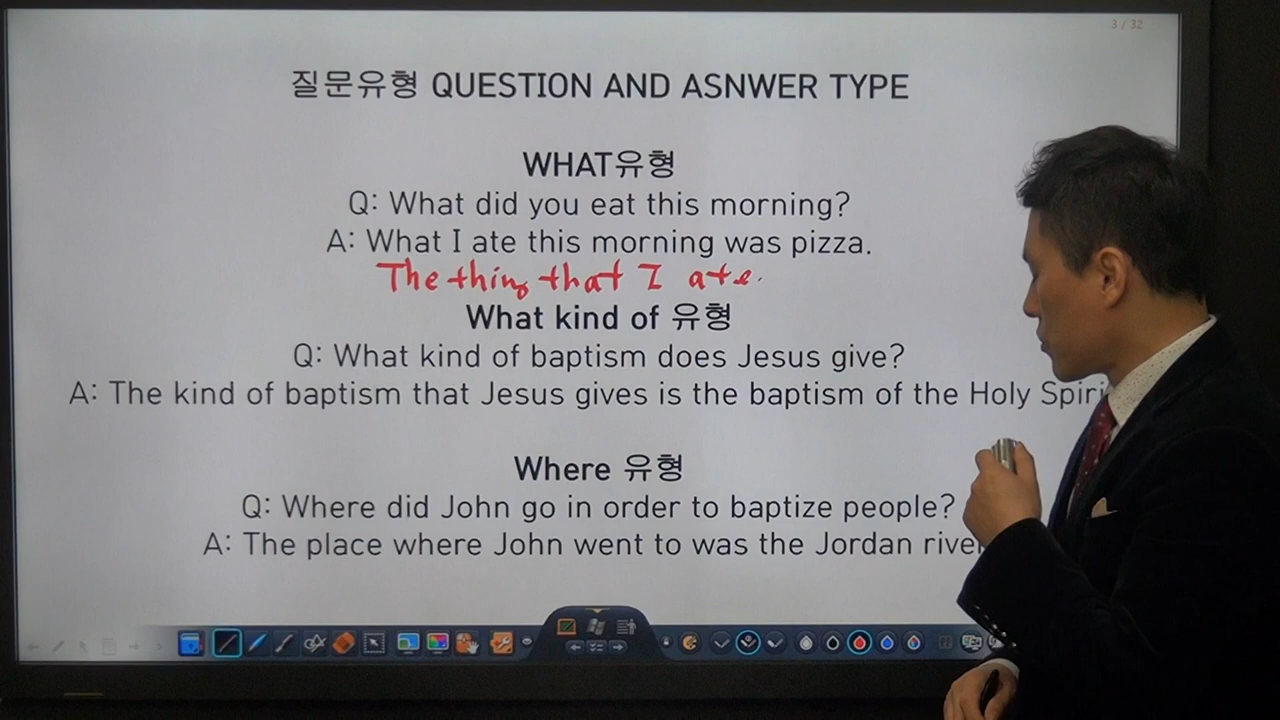 3 / 32
질문유형 QUESTION AND ASNWER TYPE
WHAT유형
Q: What did you eat this morning?
A: What I ate this morning was pizza.
The thing that I ate.
What kind of 유형
Q: What kind of baptism does Jesus give?
A: The kind of baptism that Jesus gives is the baptism of the Holy Spiri
Where 유형
Q: Where did John go in order to baptize people?
A: The place where John went to was the Jordan rive